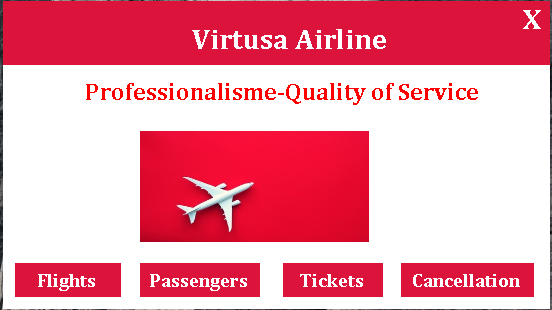 X
Virtusa Airline
Professionalisme-Quality of Service
Flights Passengers Tickets Cancellation